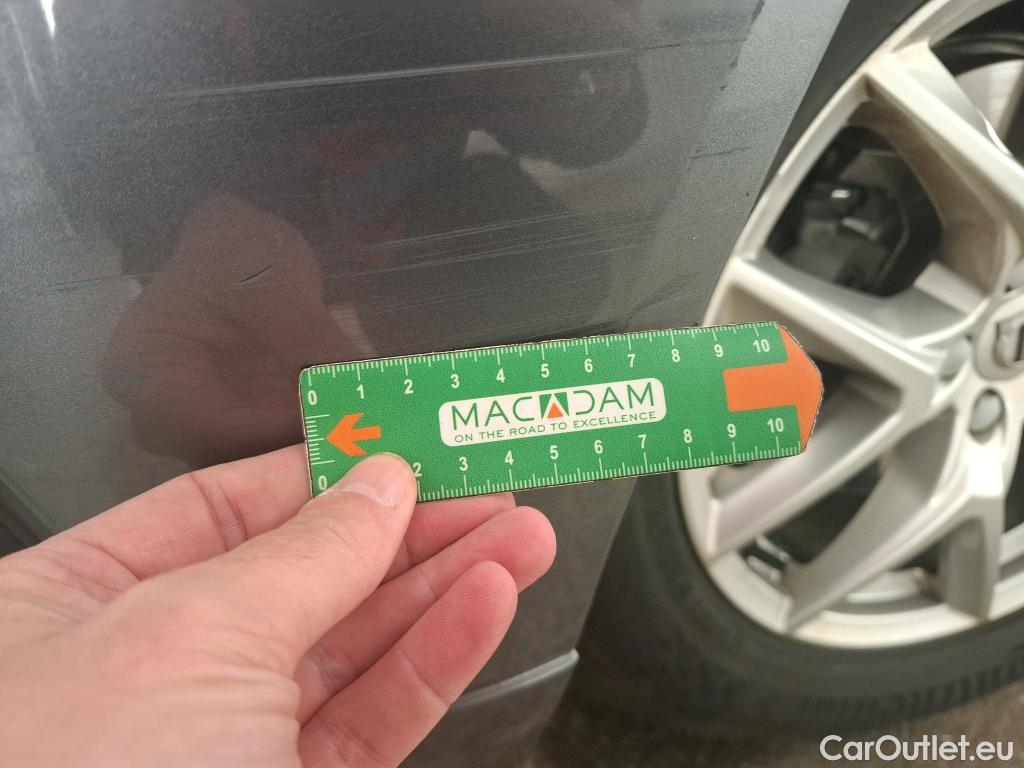 0 1 2 3 4 5 6 7 8 9 10
MACADAM
ON THE ROAD TO EXCELLENCE
0 2 3 4 5 6 7 8 9 10
CarOutlet.eu